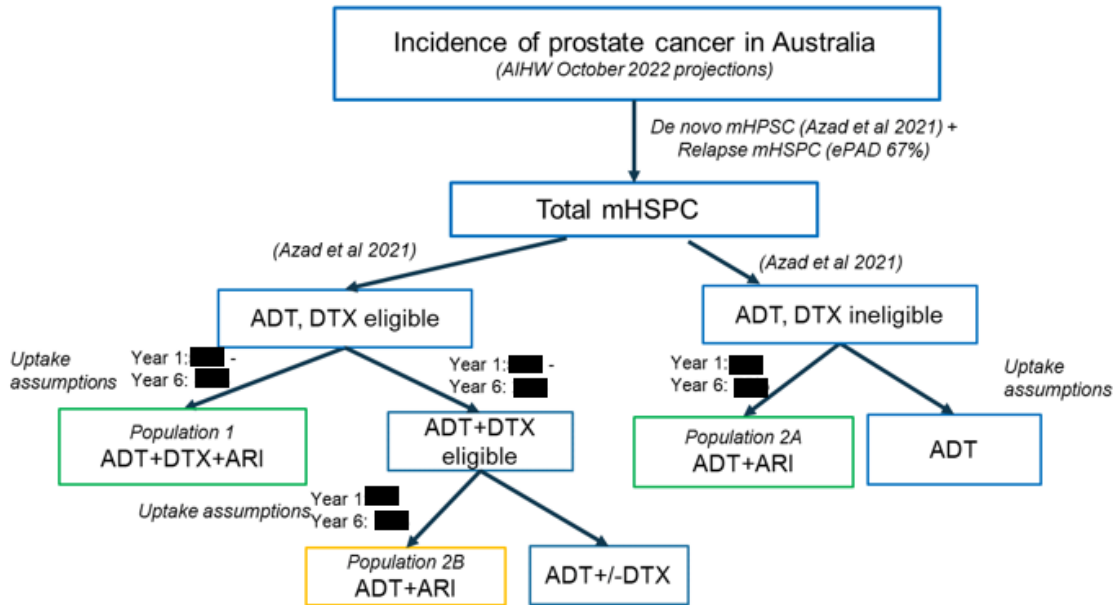 Incidence of prostate cancer in Australia
(AIHW October 2022 projections)
De novo mHPSC (Azad et al 2021) +
Relapse mHSPC (ePAD 67%)
Total mHSPC
(Azad et al 2021)
(Azad et al 2021)
ADT, DTX eligible
ADT, DTX ineligible
Uptake
assumptions
Year 1: -
Year 6:
Year 1: -
Year 6:
Year 1:
Year 6:
Uptake
assumptions
Population 1
ADT+DTX+ARI
ADT+DTX
eligible
Population 2A
ADT+ARI
ADT
Uptake assumptions
Year 1
Year 6:
Population 2B
ADT+ARI
ADT+/-DTX